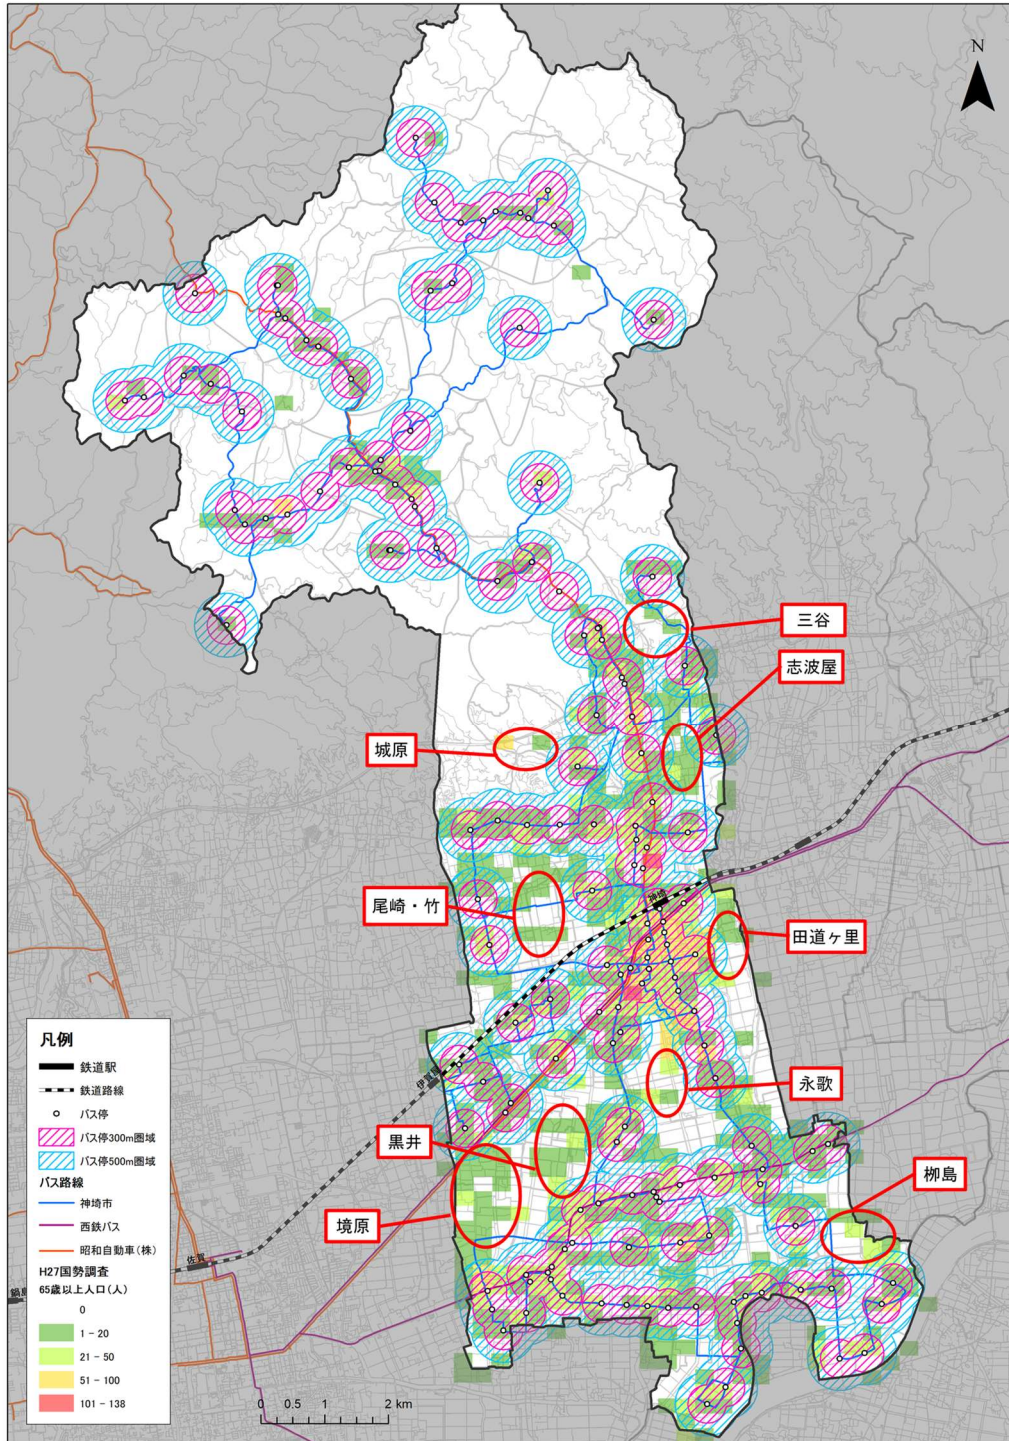 N
三谷
志波屋
城原
尾崎・竹
神埼
田道ヶ里
永歌
黒井
栁島
境原
伊賀屋
佐賀
凡例
鉄道駅
鉄道路線
バス停
バス停300m圏域
バス停500m圏域
バス路線
神埼市
西鉄バス
昭和自動車(株)
H27国勢調査
65歳以上人口(人)
0
1 - 20
21 - 50
51 - 100
101 - 138
0 0.5 1 2 km